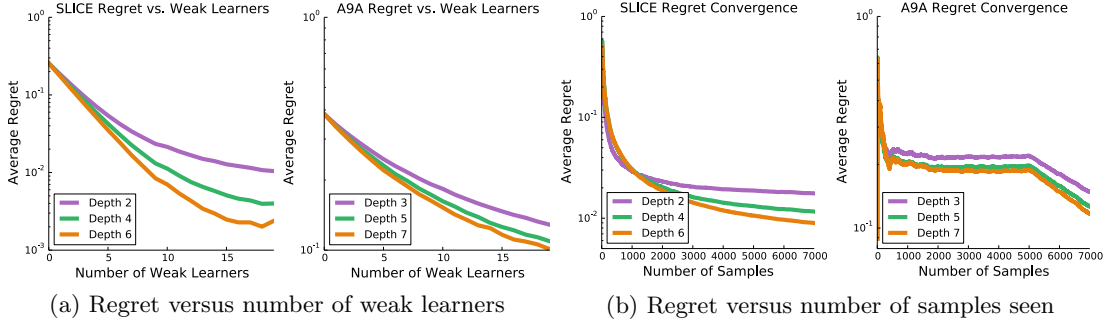 SLICE Regret vs. Weak Learners
10^0
10^-1
10^-2
10^-3
Average Regret
Depth 2
Depth 4
Depth 6
0 5 10 15
Number of Weak Learners
A9A Regret vs. Weak Learners
10^0
10^-1
Average Regret
Depth 3
Depth 5
Depth 7
0 5 10 15
Number of Weak Learners
(a) Regret versus number of weak learners
SLICE Regret Convergence
10^0
10^-1
10^-2
Average Regret
Depth 2
Depth 4
Depth 6
0 1000 2000 3000 4000 5000 6000 7000
Number of Samples
A9A Regret Convergence
10^0
10^-1
Average Regret
Depth 3
Depth 5
Depth 7
0 1000 2000 3000 4000 5000 6000 7000
Number of Samples
(b) Regret versus number of samples seen